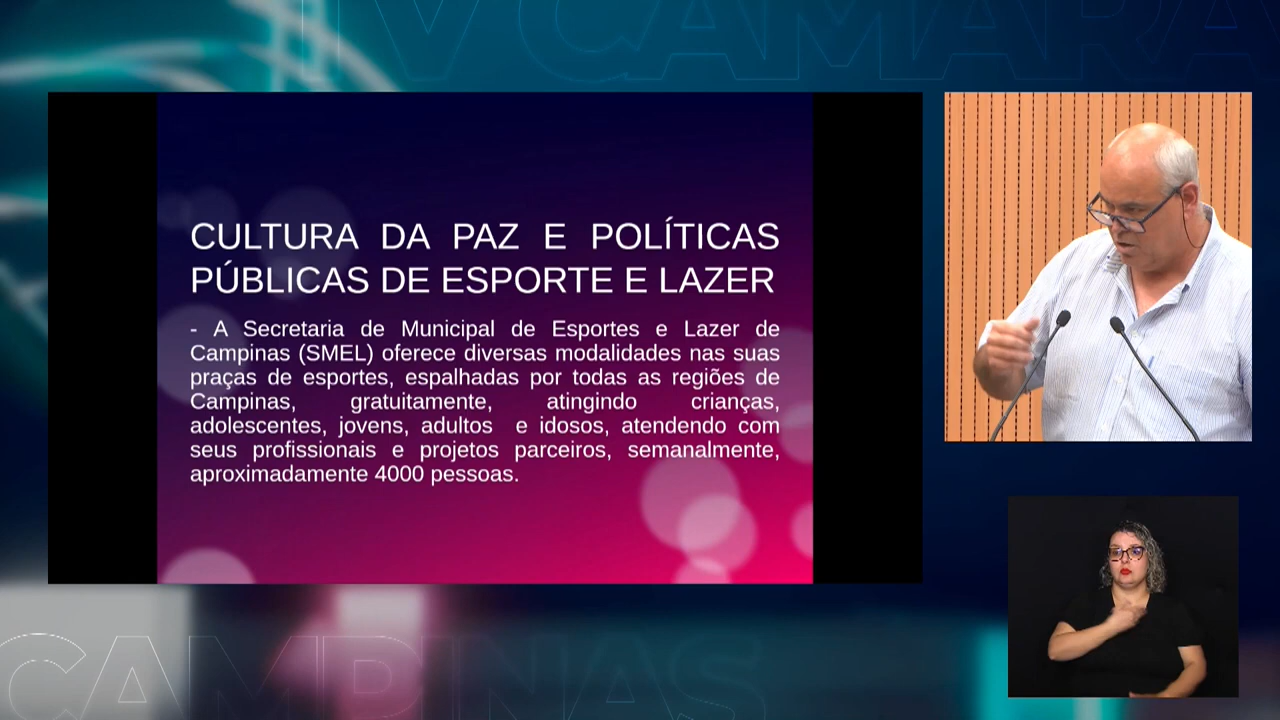 TV CÂMARA
CULTURA DA PAZ E POLÍTICAS
PÚBLICAS DE ESPORTE E LAZER
- A Secretaria de Municipal de Esportes e Lazer de
Campinas (SMEL) oferece diversas modalidades nas suas
praças de esportes, espalhadas por todas as regiões de
Campinas, gratuitamente, atingindo crianças,
adolescentes, jovens, adultos e idosos, atendendo com
seus profissionais e projetos parceiros, semanalmente,
aproximadamente 4000 pessoas.
CAMPINAS